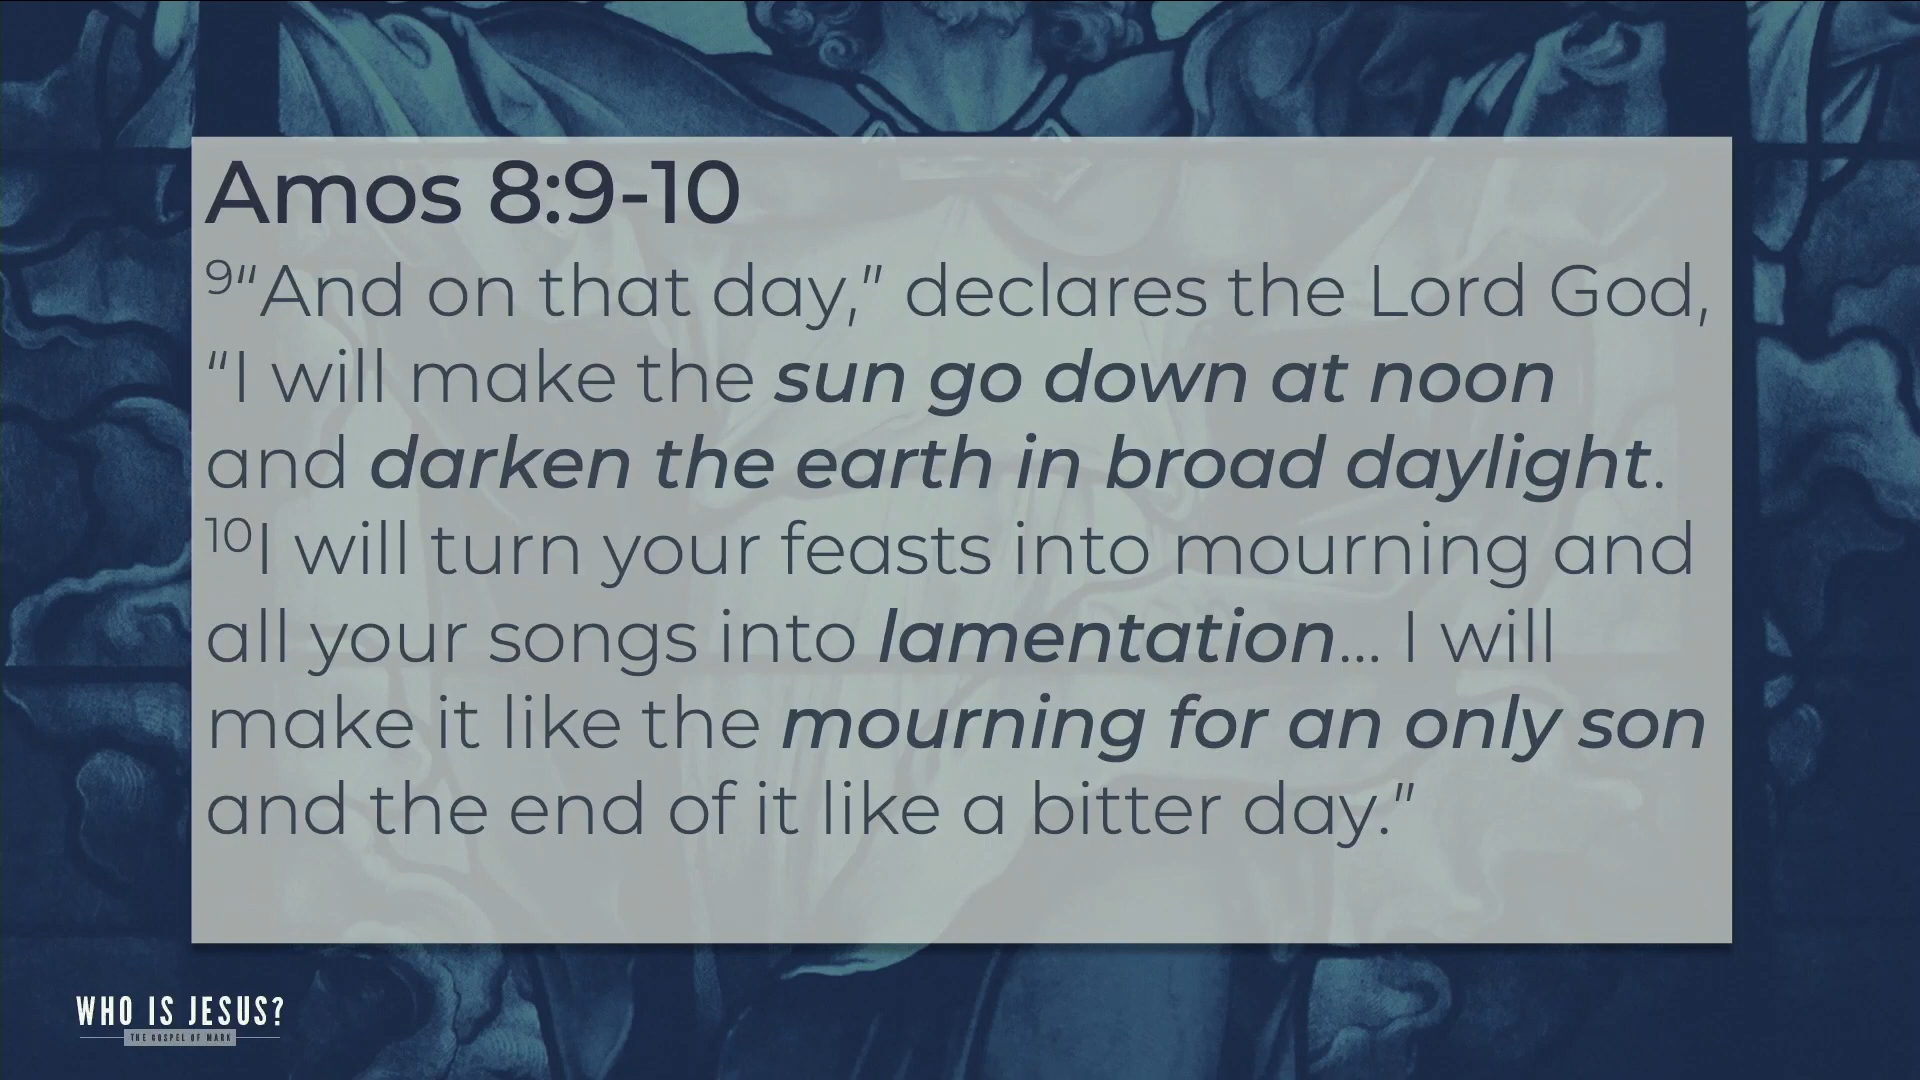 Amos 8:9-10
9“And on that day,” declares the Lord God,
“I will make the sun go down at noon
and darken the earth in broad daylight.
10I will turn your feasts into mourning and
all your songs into lamentation... I will
make it like the mourning for an only son
and the end of it like a bitter day.”
WHO IS JESUS?
THE GOSPEL OF MARK